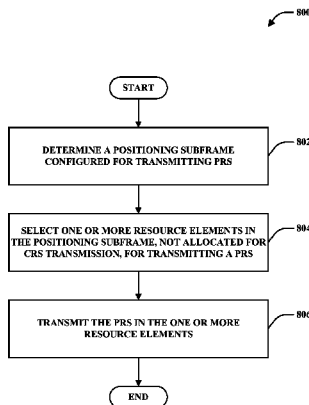 800
START
DETERMINE A POSITIONING SUBFRAME
CONFIGURED FOR TRANSMITTING PRS
802
SELECT ONE OR MORE RESOURCE ELEMENTS IN
THE POSITIONING SUBFRAME, NOT ALLOCATED FOR
CRS TRANSMISSION, FOR TRANSMITTING A PRS
804
TRANSMIT THE PRS IN THE ONE OR MORE
RESOURCE ELEMENTS
806
END